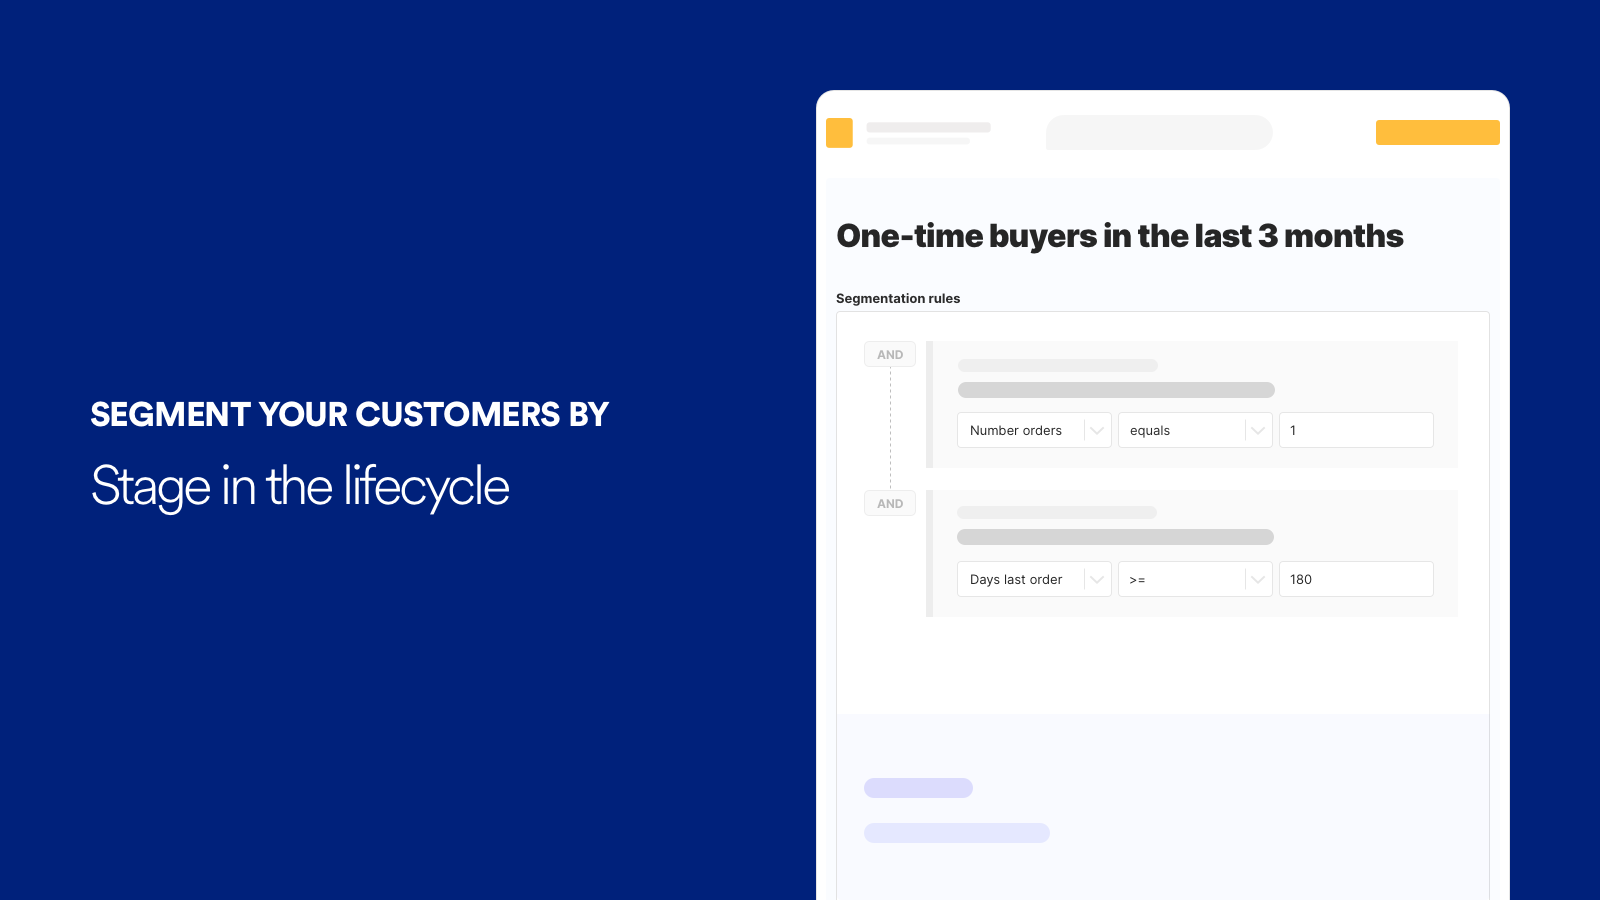 SEGMENT YOUR CUSTOMERS BY
Stage in the lifecycle
One-time buyers in the last 3 months
Segmentation rules
AND
Number orders equals 1
AND
Days last order >= 180